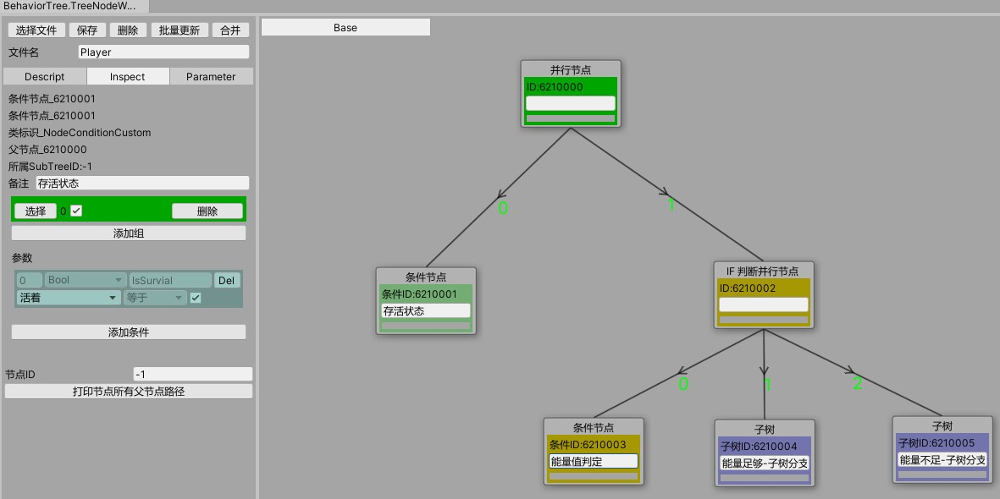 BehaviorTree.TreeNodeW...
选择文件 保存 删除 批量更新 合并
文件名 Player
Descript Inspect Parameter
条件节点_6210001
条件节点_6210001
类标识_NodeConditionCustom
父节点_6210000
所属SubTreeID:-1
备注 存活状态
选择 0 删除
添加组
参数
0 Bool IsSurvial Del
活着 等于
添加条件
节点ID -1
打印节点所有父节点路径
Base
并行节点
ID:6210000
0
1
条件节点
条件ID:6210001
存活状态
IF 判断并行节点
ID:6210002
0
1
2
条件节点
条件ID:6210003
能量值判定
子树
子树ID:6210004
能量足够-子树分支
子树
子树ID:6210005
能量不足-子树分支